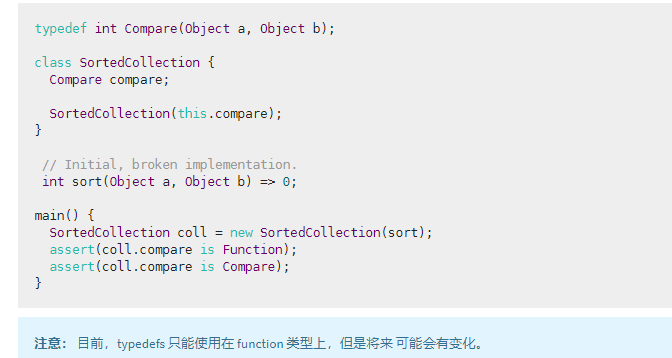 typedef int Compare(Object a, Object b);
class SortedCollection {
Compare compare;
SortedCollection(this.compare);
}
// Initial, broken implementation.
int sort(Object a, Object b) => 0;
main() {
SortedCollection coll = new SortedCollection(sort);
assert(coll.compare is Function);
assert(coll.compare is Compare);
}
注意： 目前，typedefs 只能使用在 function 类型上，但是将来 可能会有变化。